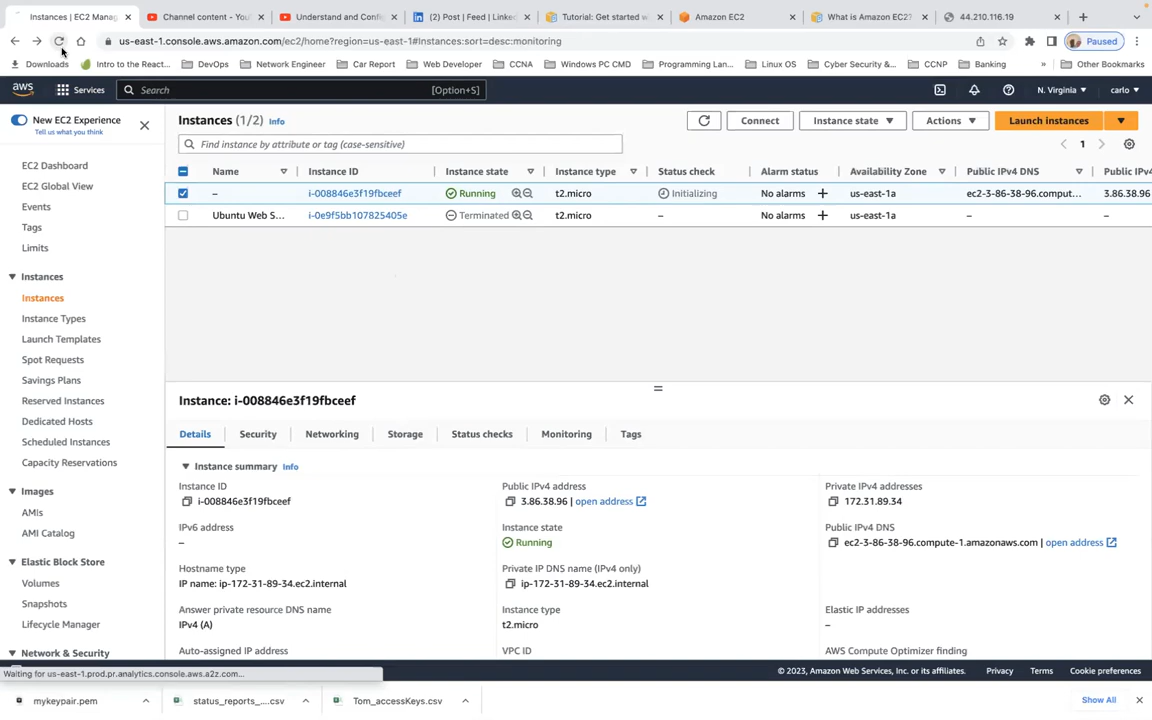 Instances | EC2 Manag
Channel content - You
Understand and Confi
(2) Post | Feed | Linke
Tutorial: Get started w
Amazon EC2
What is Amazon EC2?
44.210.116.19
us-east-1.console.aws.amazon.com/ec2/home?region=us-east-1#Instances:sort=desc:monitoring
Paused
Downloads
Intro to the React...
DevOps
Network Engineer
Car Report
Web Developer
CCNA
Windows PC CMD
Programming Lan...
Linux OS
Cyber Security &...
CCNP
Banking
»
Other Bookmarks
aws
Services
Search
[Option+S]
N. Virginia
carlo
New EC2 Experience
Tell us what you think
EC2 Dashboard
EC2 Global View
Events
Tags
Limits
Instances
Instances
Instance Types
Launch Templates
Spot Requests
Savings Plans
Reserved Instances
Dedicated Hosts
Scheduled Instances
Capacity Reservations
Images
AMIs
AMI Catalog
Elastic Block Store
Volumes
Snapshots
Lifecycle Manager
Network & Security
Instances (1/2) Info
Connect
Instance state
Actions
Launch instances
Find instance by attribute or tag (case-sensitive)
1
Name
Instance ID
Instance state
Instance type
Status check
Alarm status
Availability Zone
Public IPv4 DNS
Public IPv4
– i-008846e3f19fbceef Running t2.micro Initializing No alarms + us-east-1a ec2-3-86-38-96.comput... 3.86.38.96
Ubuntu Web S... i-0e9f5bb107825405e Terminated t2.micro – No alarms + us-east-1a – –
Instance: i-008846e3f19fbceef
Details
Security
Networking
Storage
Status checks
Monitoring
Tags
Instance summary Info
Instance ID
i-008846e3f19fbceef
Public IPv4 address
3.86.38.96 | open address
Private IPv4 addresses
172.31.89.34
IPv6 address
–
Instance state
Running
Public IPv4 DNS
ec2-3-86-38-96.compute-1.amazonaws.com | open address
Hostname type
IP name: ip-172-31-89-34.ec2.internal
Private IP DNS name (IPv4 only)
ip-172-31-89-34.ec2.internal
Answer private resource DNS name
IPv4 (A)
Instance type
t2.micro
Elastic IP addresses
–
Auto-assigned IP address
VPC ID
AWS Compute Optimizer finding
Waiting for us-east-1.prod.pr.analytics.console.aws.a2z.com...
© 2023, Amazon Web Services, Inc. or its affiliates.
Privacy
Terms
Cookie preferences
mykeypair.pem
status_reports_....csv
Tom_accessKeys.csv
Show All